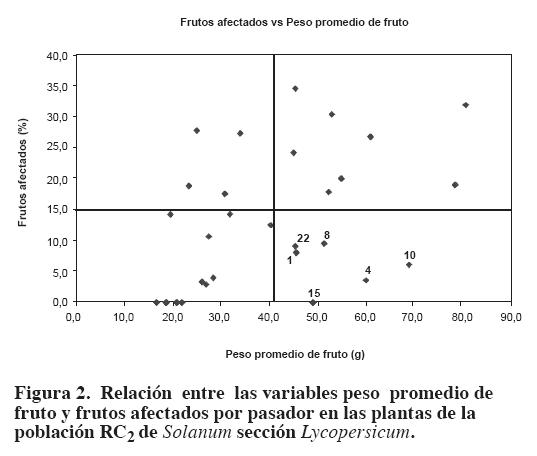 Frutos afectados vs Peso promedio de fruto
40,0
35,0
30,0
25,0
20,0
15,0
10,0
5,0
0,0
Frutos afectados (%)
22
8
1
10
4
15
0,0 10,0 20,0 30,0 40,0 50,0 60,0 70,0 80,0 90,0
Peso promedio de fruto (g)
Figura 2. Relación entre las variables peso promedio de
fruto y frutos afectados por pasador en las plantas de la
población RC2 de Solanum sección Lycopersicum.